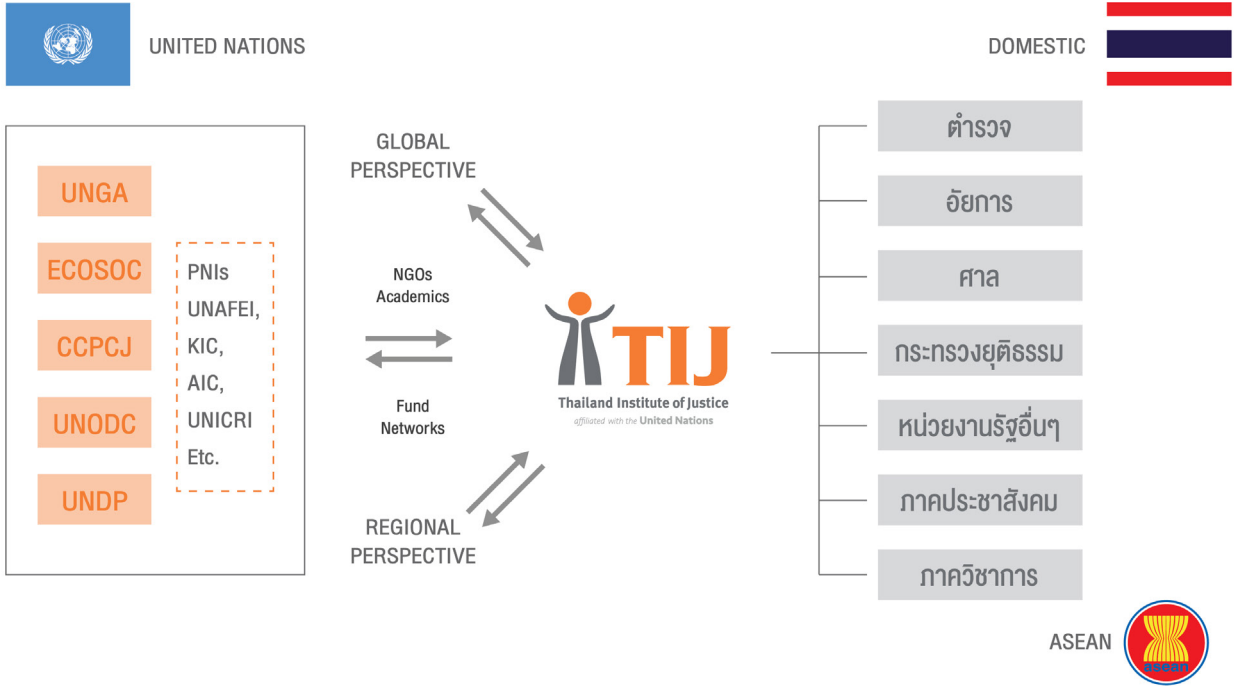 UNITED NATIONS
DOMESTIC
UNGA
ECOSOC
CCPCJ
UNODC
UNDP
PNIs
UNAFEI,
KIC,
AIC,
UNICRI
Etc.
GLOBAL
PERSPECTIVE
NGOs
Academics
Fund
Networks
REGIONAL
PERSPECTIVE
TIJ
Thailand Institute of Justice
affiliated with the United Nations
ตำรวจ
อัยการ
ศาล
กระทรวงยุติธรรม
หน่วยงานรัฐอื่นๆ
ภาคประชาสังคม
ภาควิชาการ
ASEAN
asean